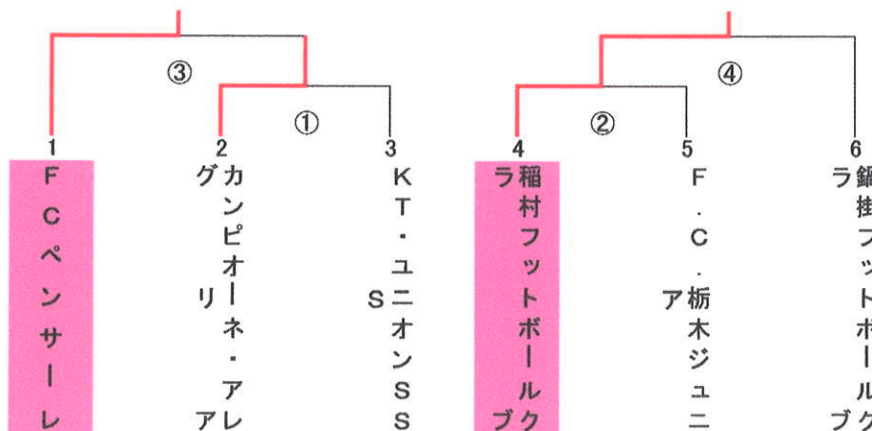 ③
①
④
②
1
FCペンサーレ
2
カンピオーネ・アレ
グリア
3
KT・ユニオンSS
S
4
稲村フットボールク
ラブ
5
F.C.栃木ジュニ
ア
6
鍋掛フットボールク
ラブ